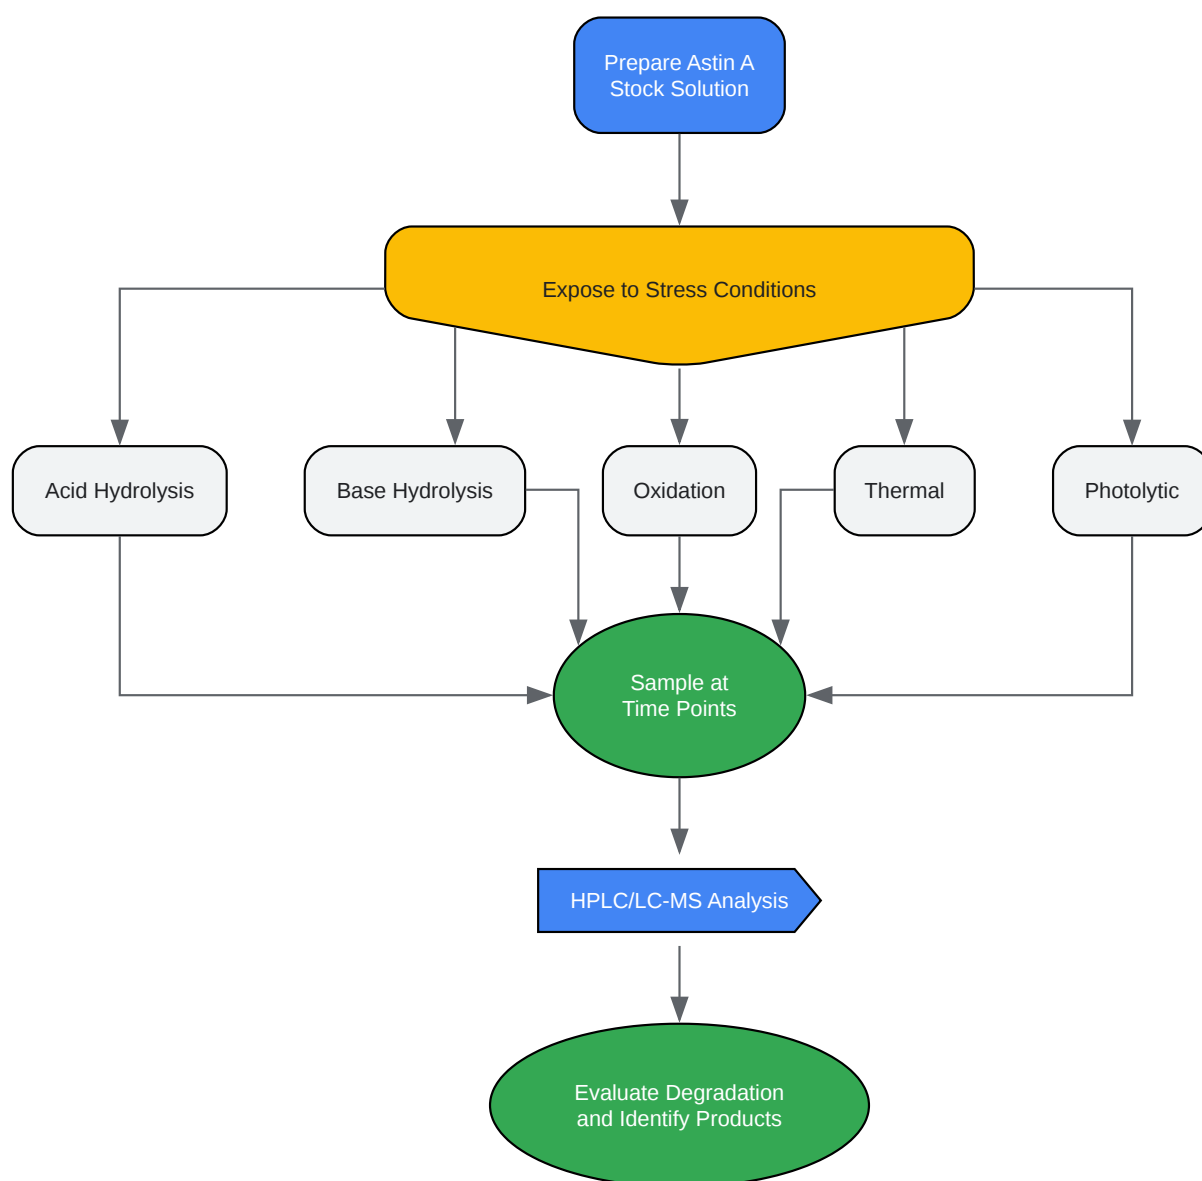 Prepare Astin A
Stock Solution
Expose to Stress Conditions
Acid Hydrolysis
Base Hydrolysis
Oxidation
Thermal
Photolytic
Sample at
Time Points
HPLC/LC-MS Analysis
Evaluate Degradation
and Identify Products